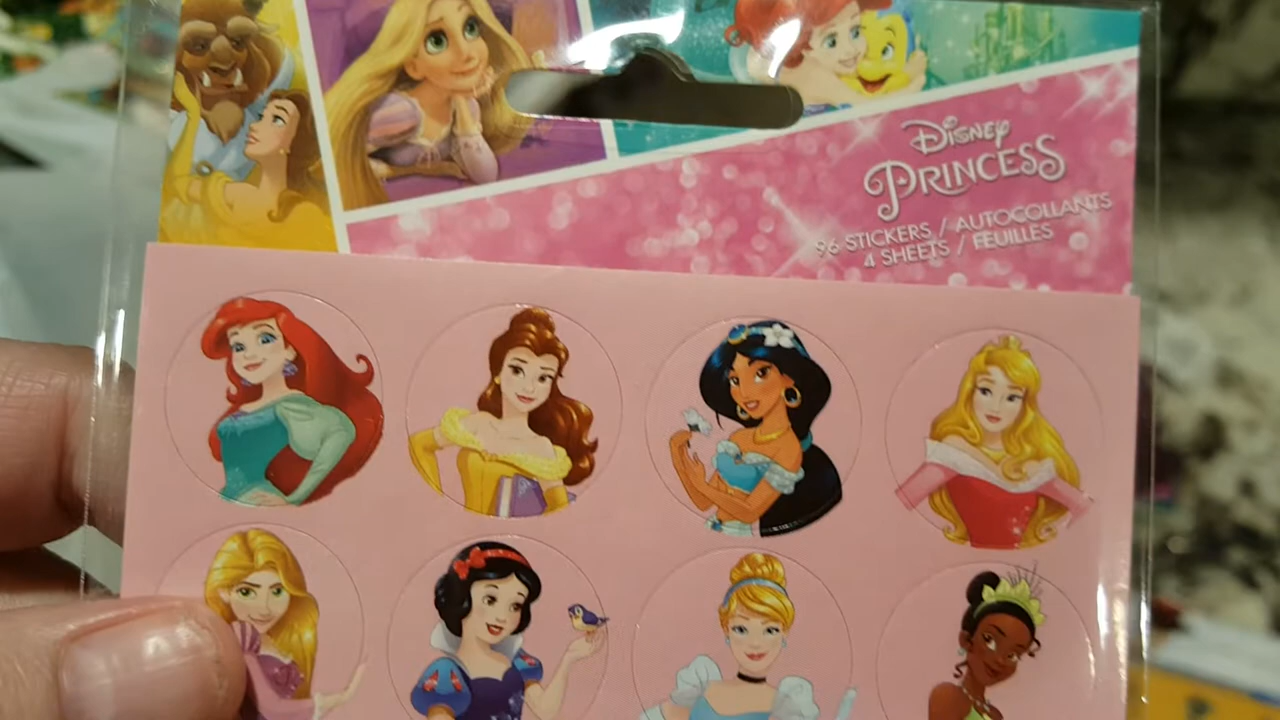 Disney
PRINCESS
96 STICKERS / AUTOCOLLANTS
4 SHEETS / FEUILLES